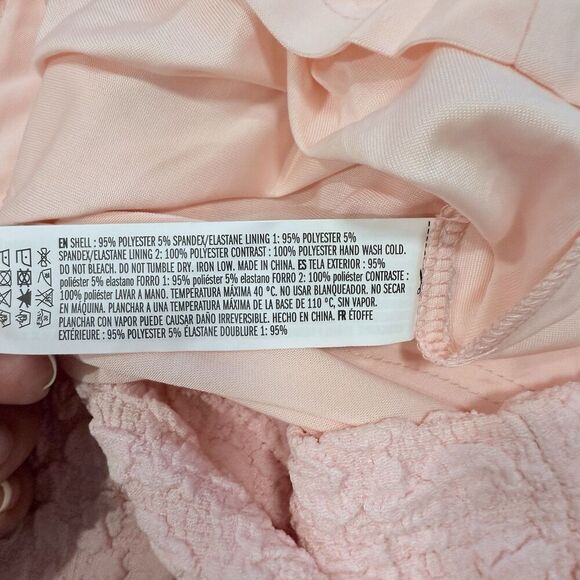 EN SHELL : 95% POLYESTER 5% SPANDEX/ELASTANE LINING 1: 95% POLYESTER 5%
SPANDEX/ELASTANE LINING 2: 100% POLYESTER CONTRAST : 100% POLYESTER HAND WASH COLD.
DO NOT BLEACH. DO NOT TUMBLE DRY. IRON LOW. MADE IN CHINA. ES TELA EXTERIOR : 95%
poliéster 5% elastano FORRO 1: 95% poliéster 5% elastano FORRO 2: 100% poliéster CONTRASTE :
100% poliéster LAVAR A MANO. TEMPERATURA MÁXIMA 40 °C. NO USAR BLANQUEADOR. NO SECAR
EN MÁQUINA. PLANCHAR A UNA TEMPERATURA MÁXIMA DE LA BASE DE 110 °C, SIN VAPOR.
PLANCHAR CON VAPOR PUEDE CAUSAR DAÑO IRREVERSIBLE. HECHO EN CHINA. FR ÉTOFFE
EXTÉRIEURE : 95% POLYESTER 5% ÉLASTANE DOUBLURE 1: 95%